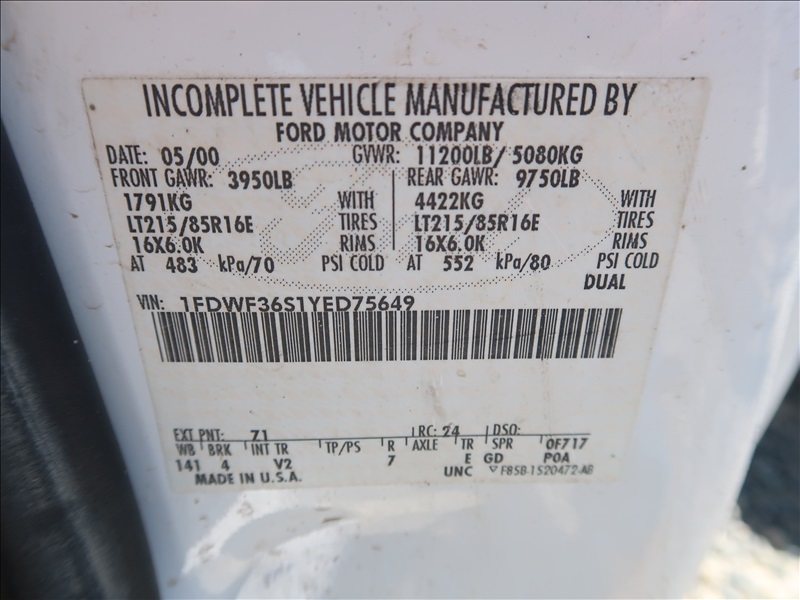 INCOMPLETE VEHICLE MANUFACTURED BY
FORD MOTOR COMPANY
DATE: 05/00 GVWR: 11200LB/ 5080KG
FRONT GAWR: 3950LB REAR GAWR: 9750LB
1791KG WITH 4422KG WITH
LT215/85R16E TIRES LT215/85R16E TIRES
16X6.0K RIMS 16X6.0K RIMS
AT 483 kPa/70 PSI COLD AT 552 kPa/80 PSI COLD
DUAL
VIN: 1FDWF36S1YED75649
EXT PNT: Z1 RC: 24 DSO:
WB BRK INT TR TP/PS R AXLE TR SPR 0F717
141 4 V2 7 E GD P0A
MADE IN U.S.A. UNC F85B-1520472-AB